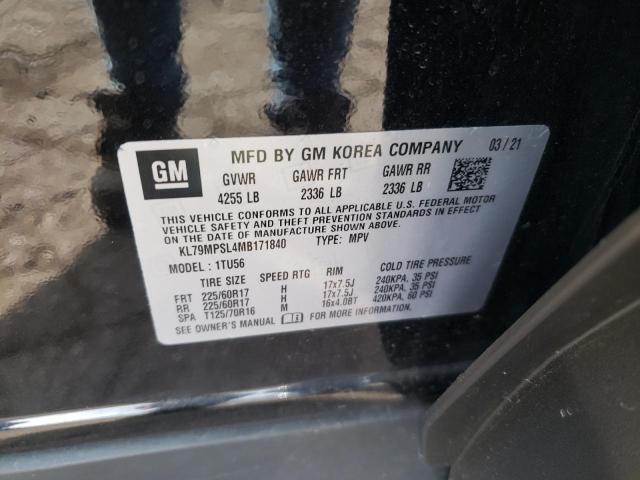 GM
MFD BY GM KOREA COMPANY 03 / 21
GVWR GAWR FRT GAWR RR
4255 LB 2336 LB 2336 LB
THIS VEHICLE CONFORMS TO ALL APPLICABLE U.S. FEDERAL MOTOR
VEHICLE SAFETY AND THEFT PREVENTION STANDARDS IN EFFECT ON
THE DATE OF MANUFACTURE SHOWN ABOVE.
KL79MPSL4MB171840 TYPE: MPV
MODEL : 1TU56
TIRE SIZE SPEED RTG RIM COLD TIRE PRESSURE
FRT 225/60R17 H 17x7.5J 240KPA, 35 PSI
RR 225/60R17 H 17x7.5J 240KPA, 35 PSI
SPA T125/70R16 M 16x4.0BT 420KPA, 60 PSI
SEE OWNER'S MANUAL FOR MORE INFORMATION.